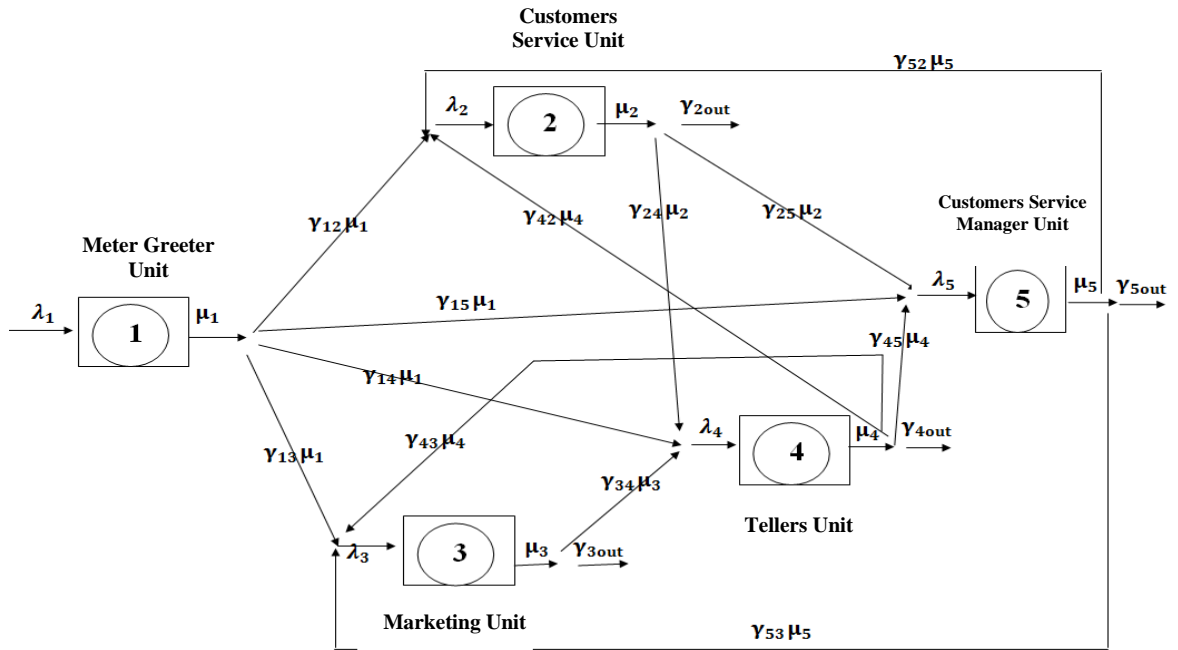 Customers
Service Unit
γ52 μ5
λ2
2
μ2
γ2out
γ12 μ1
γ42 μ4
γ24 μ2
γ25 μ2
Customers Service
Manager Unit
Meter Greeter
Unit
λ1
1
μ1
γ15 μ1
λ5
5
μ5
γ5out
γ45 μ4
γ14 μ1
γ13 μ1
γ43 μ4
λ4
4
μ4
γ4out
γ34 μ3
Tellers Unit
λ3
3
μ3
γ3out
Marketing Unit
γ53 μ5